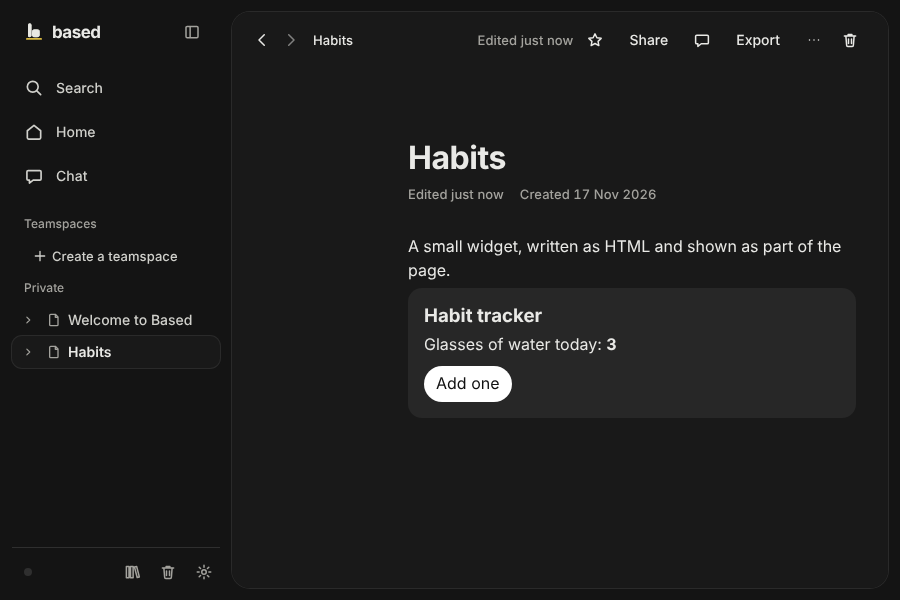 based
Search
Home
Chat
Teamspaces
Create a teamspace
Private
Welcome to Based
Habits
Habits
Edited just now
Share
Export
Habits
Edited just now Created 17 Nov 2026
A small widget, written as HTML and shown as part of the
page.
Habit tracker
Glasses of water today: 3
Add one